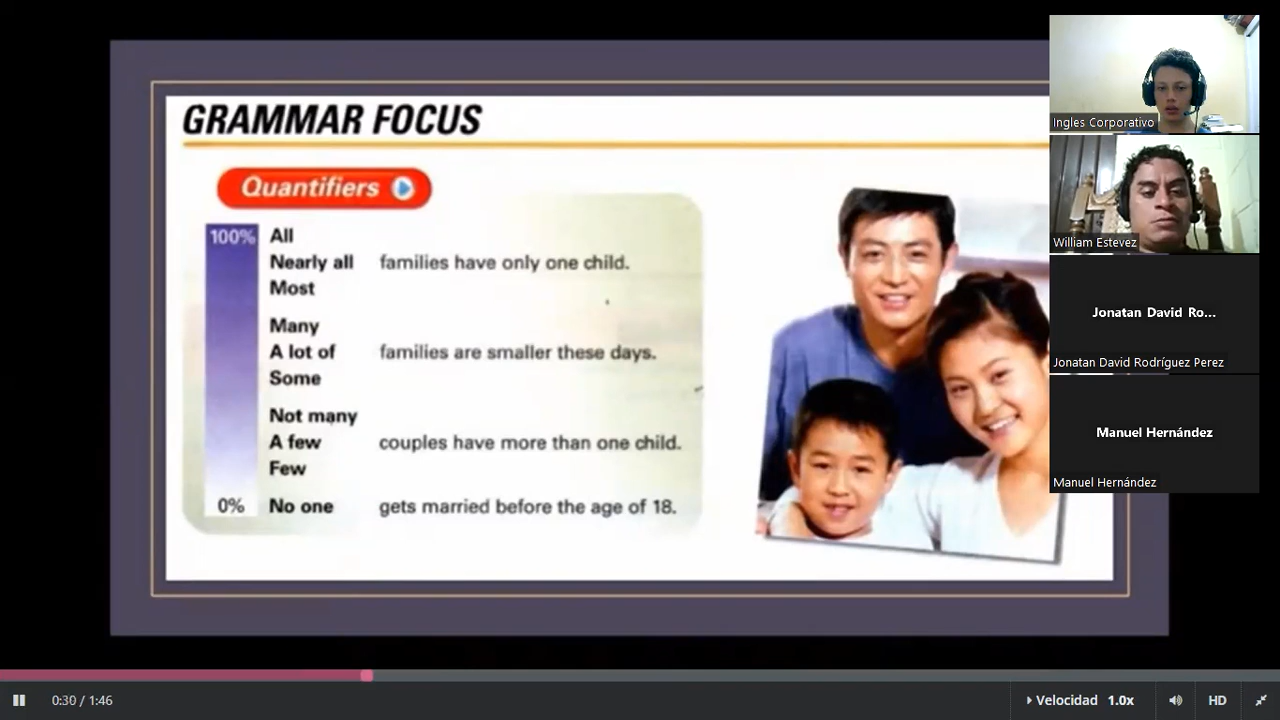 GRAMMAR FOCUS
Quantifiers
100% All
Nearly all families have only one child.
Most
Many
A lot of families are smaller these days.
Some
Not many
A few couples have more than one child.
Few
0% No one gets married before the age of 18.
Ingles Corporativo
William Estevez
Jonatan David Ro...
Jonatan David Rodríguez Perez
Manuel Hernández
Manuel Hernández
0:30 / 1:46
Velocidad 1.0x
HD